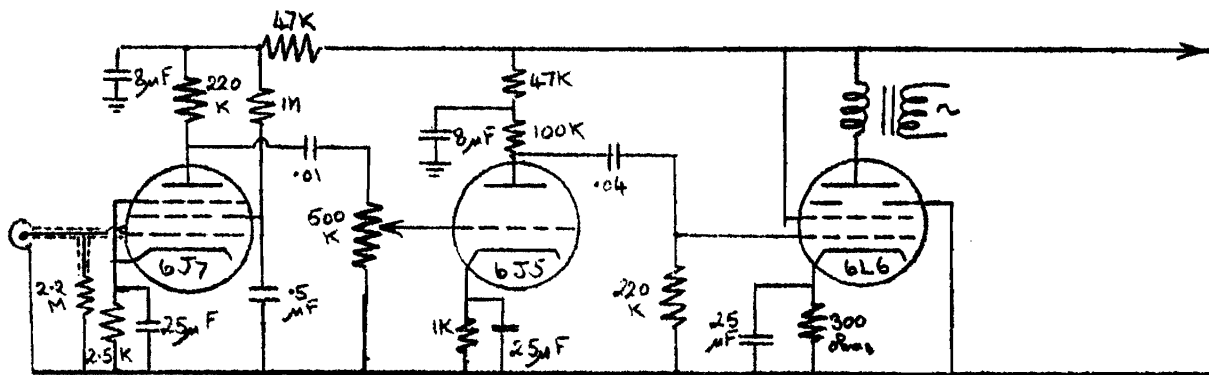 47K
8µF
220
K
1M
47K
8µF
100K
.01
.04
500
K
6J7
6J5
6L6
2.2
M
25µF
2.5K
.5
µF
1K
25µF
220
K
25
µF
300
ohms
~